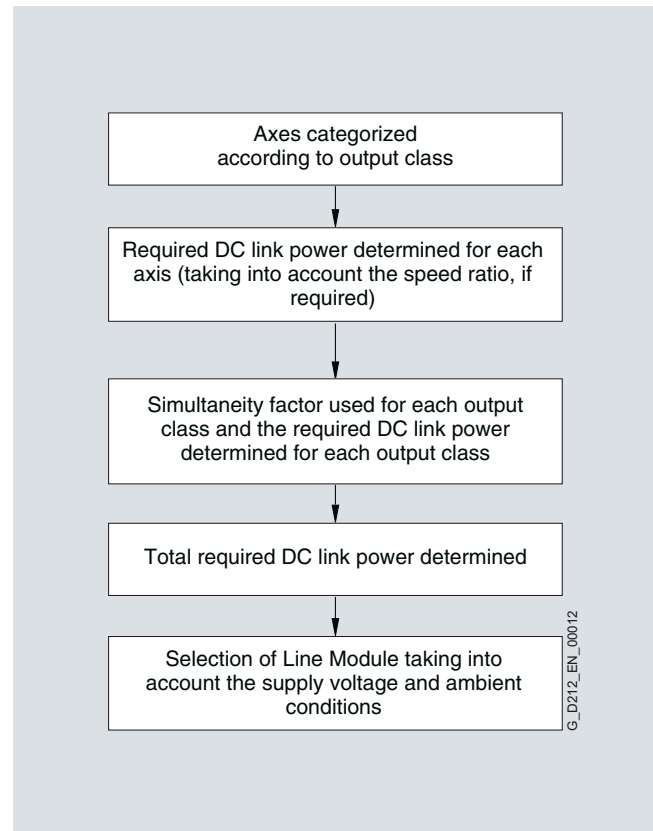 Axes categorized
according to output class
Required DC link power determined for each
axis (taking into account the speed ratio, if
required)
Simultaneity factor used for each output
class and the required DC link power
determined for each output class
Total required DC link power determined
Selection of Line Module taking into
account the supply voltage and ambient
conditions
G_D212_EN_00012